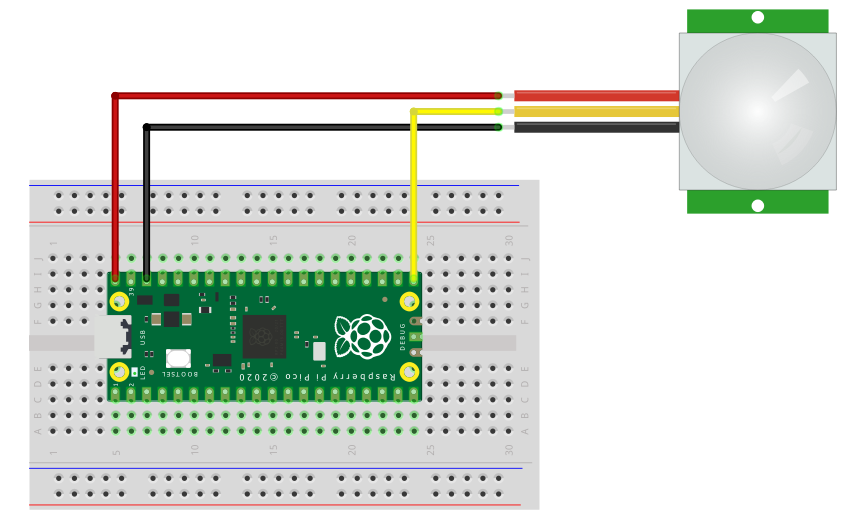 1 5 10 15 20 25 30
J J
I I
H H
G G
F F
39
USB
DEBUG
LED
BOOTSEL
Raspberry Pi Pico ©2020
1 2
E E
D D
C C
B B
A A
1 5 10 15 20 25 30